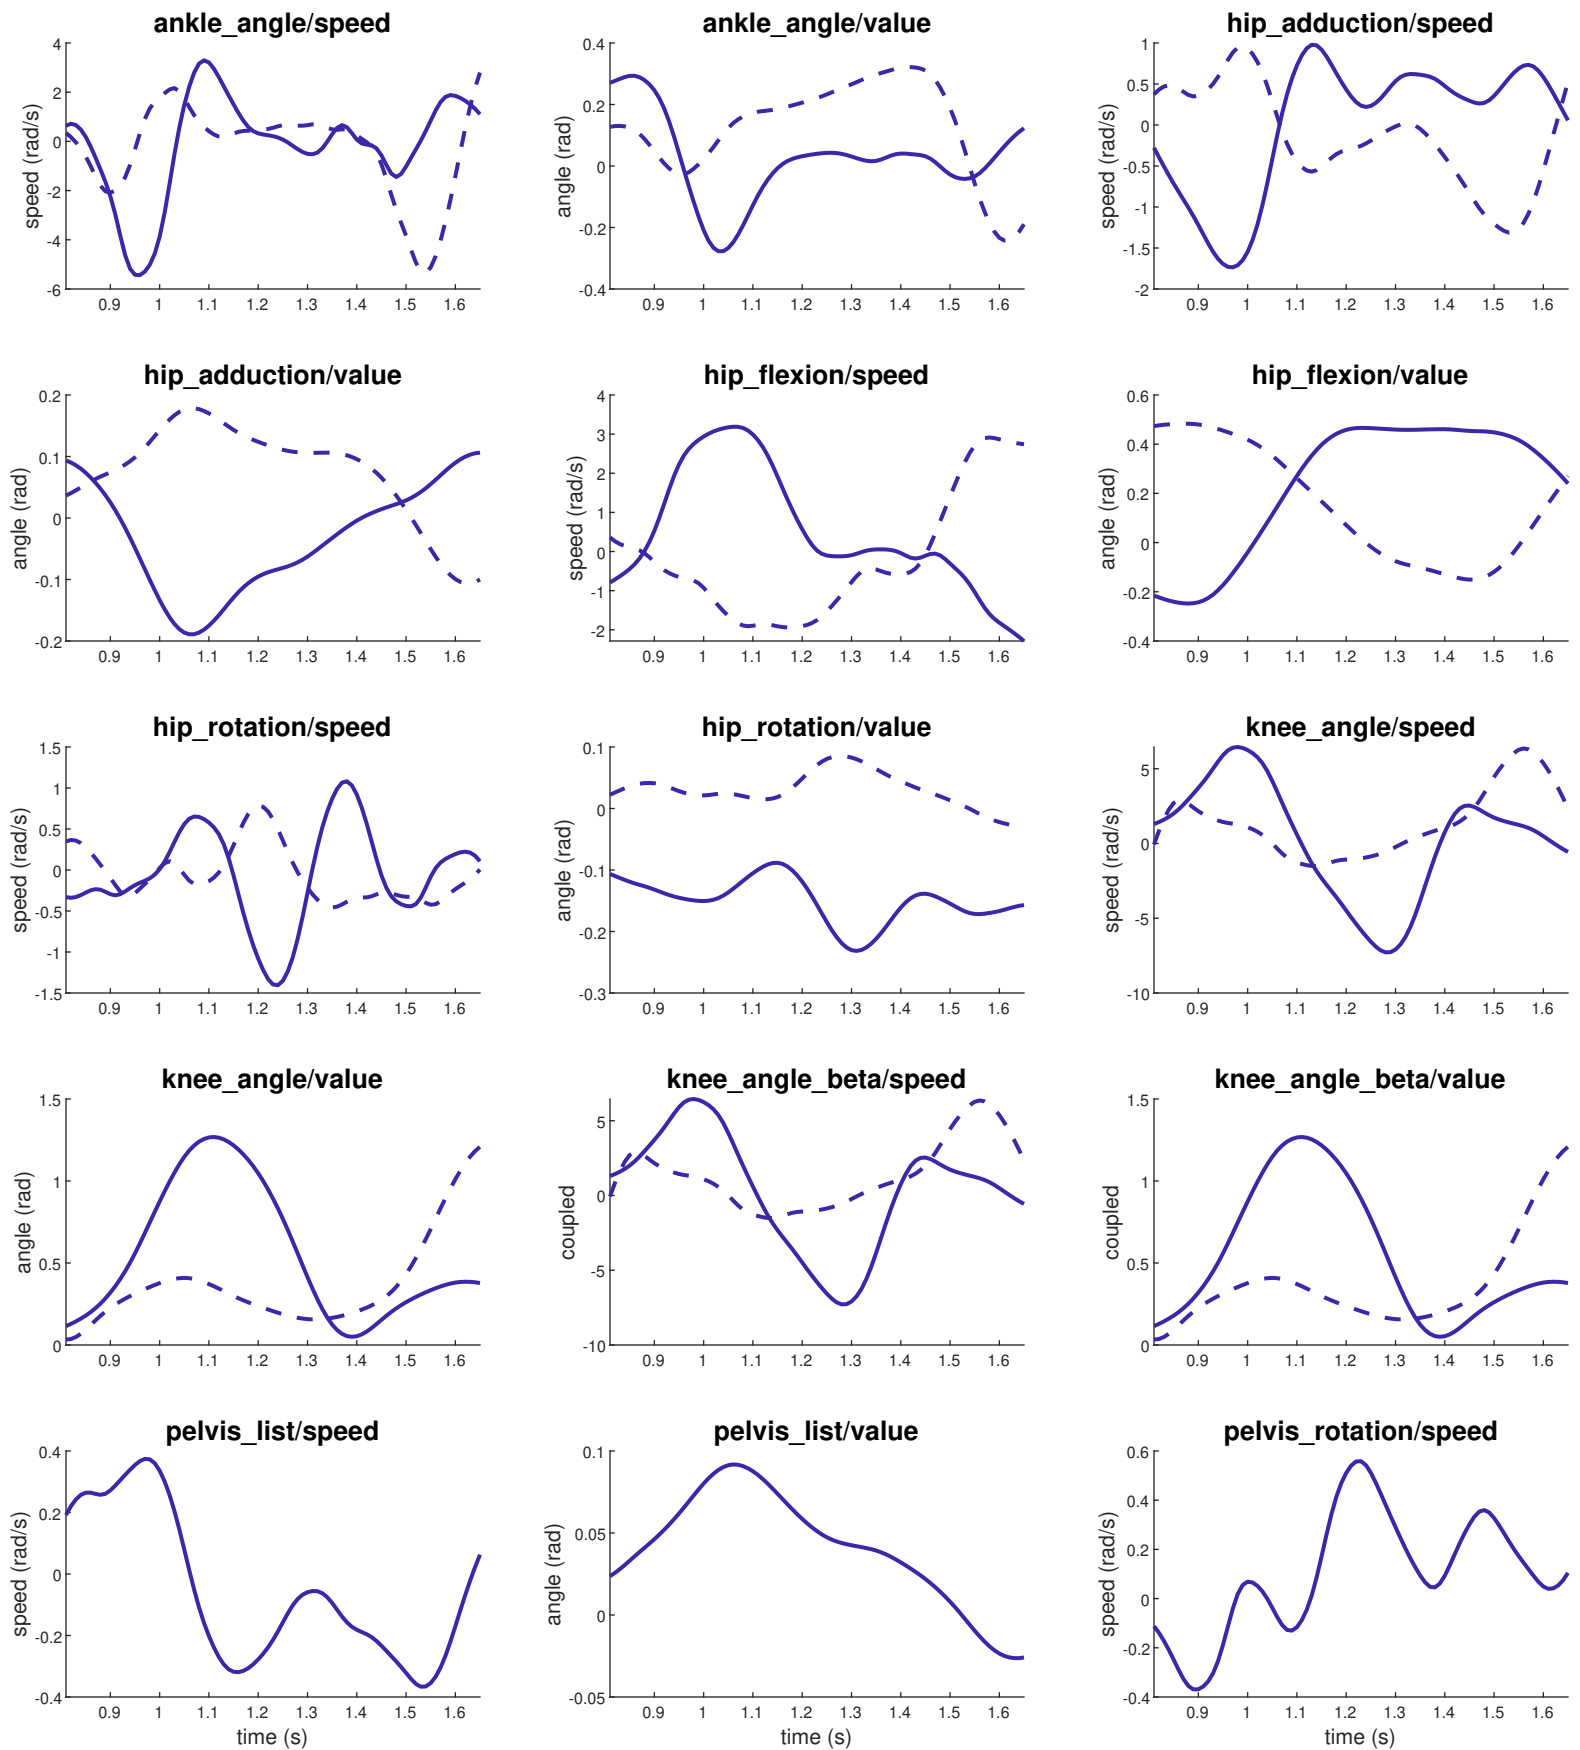 ankle_angle/speed
speed (rad/s)
4
2
0
-2
-4
-6
0.9 1 1.1 1.2 1.3 1.4 1.5 1.6
ankle_angle/value
angle (rad)
0.4
0.2
0
-0.2
-0.4
0.9 1 1.1 1.2 1.3 1.4 1.5 1.6
hip_adduction/speed
speed (rad/s)
1
0.5
0
-0.5
-1
-1.5
-2
0.9 1 1.1 1.2 1.3 1.4 1.5 1.6
hip_adduction/value
angle (rad)
0.2
0.1
0
-0.1
-0.2
0.9 1 1.1 1.2 1.3 1.4 1.5 1.6
hip_flexion/speed
speed (rad/s)
4
3
2
1
0
-1
-2
0.9 1 1.1 1.2 1.3 1.4 1.5 1.6
hip_flexion/value
angle (rad)
0.6
0.4
0.2
0
-0.2
-0.4
0.9 1 1.1 1.2 1.3 1.4 1.5 1.6
hip_rotation/speed
speed (rad/s)
1.5
1
0.5
0
-0.5
-1
-1.5
0.9 1 1.1 1.2 1.3 1.4 1.5 1.6
hip_rotation/value
angle (rad)
0.1
0
-0.1
-0.2
-0.3
0.9 1 1.1 1.2 1.3 1.4 1.5 1.6
knee_angle/speed
speed (rad/s)
5
0
-5
-10
0.9 1 1.1 1.2 1.3 1.4 1.5 1.6
knee_angle/value
angle (rad)
1.5
1
0.5
0
0.9 1 1.1 1.2 1.3 1.4 1.5 1.6
knee_angle_beta/speed
coupled
5
0
-5
-10
0.9 1 1.1 1.2 1.3 1.4 1.5 1.6
knee_angle_beta/value
coupled
1.5
1
0.5
0
0.9 1 1.1 1.2 1.3 1.4 1.5 1.6
pelvis_list/speed
speed (rad/s)
0.4
0.2
0
-0.2
-0.4
0.9 1 1.1 1.2 1.3 1.4 1.5 1.6
time (s)
pelvis_list/value
angle (rad)
0.1
0.05
0
-0.05
0.9 1 1.1 1.2 1.3 1.4 1.5 1.6
time (s)
pelvis_rotation/speed
speed (rad/s)
0.6
0.4
0.2
0
-0.2
-0.4
0.9 1 1.1 1.2 1.3 1.4 1.5 1.6
time (s)